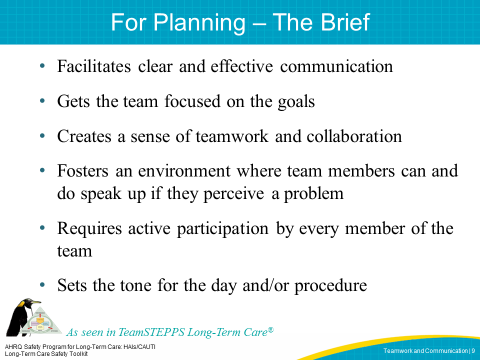 For Planning – The Brief
• Facilitates clear and effective communication
• Gets the team focused on the goals
• Creates a sense of teamwork and collaboration
• Fosters an environment where team members can and
do speak up if they perceive a problem
• Requires active participation by every member of the
team
• Sets the tone for the day and/or procedure
As seen in TeamSTEPPS Long-Term Care®
AHRQ Safety Program for Long-Term Care: HAIs/CAUTI
Long-Term Care Safety Toolkit
Teamwork and Communication | 9